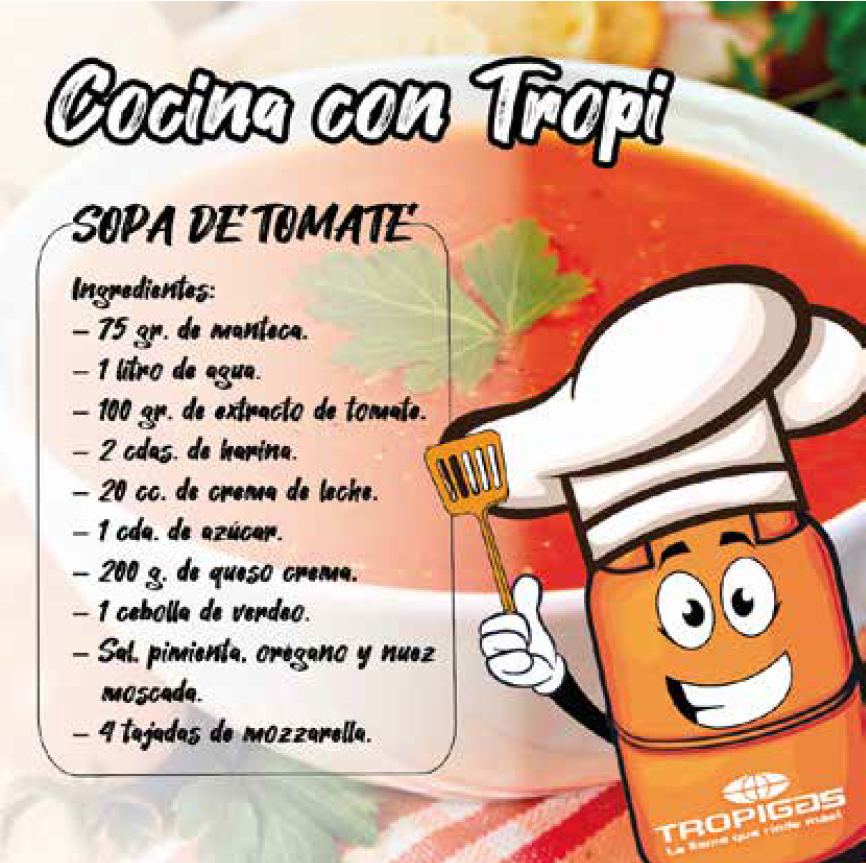 Cocina con Tropi
SOPA DE TOMATE
Ingredientes:
– 75 gr. de manteca.
– 1 litro de agua.
– 100 gr. de extracto de tomate.
– 2 cdas. de harina.
– 20 cc. de crema de leche.
– 1 cda. de azúcar.
– 200 g. de queso crema.
– 1 cebolla de verdeo.
– Sal, pimienta, oregano y nuez
moscada.
– 4 tajadas de mozzarella.
TROPIGas
La llama que rinde más!